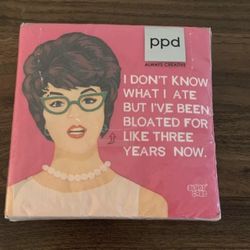 ppd
ALWAYS CREATIVE
I DON'T KNOW
WHAT I ATE
BUT I'VE BEEN
BLOATED FOR
LIKE THREE
YEARS NOW.